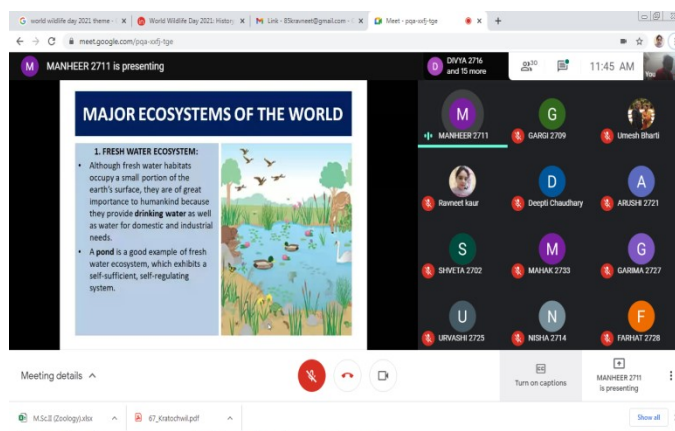 world wildlife day 2021 theme -
World Wildlife Day 2021: History
Link - 85kravneet@gmail.com -
Meet - pqa-xxfj-tge
meet.google.com/pqa-xxfj-tge
M MANHEER 2711 is presenting
D DIVYA 2716
and 15 more
20
11:45 AM
You
MAJOR ECOSYSTEMS OF THE WORLD
1. FRESH WATER ECOSYSTEM:
• Although fresh water habitats
occupy a small portion of the
earth's surface, they are of great
importance to humankind because
they provide drinking water as well
as water for domestic and industrial
needs.
• A pond is a good example of fresh
water ecosystem, which exhibits a
self-sufficient, self-regulating
system.
M
MANHEER 2711
G
GARGI 2709
Umesh Bharti
Ravneet kaur
D
Deepti Chaudhary
A
ARUSHI 2721
S
SHVETA 2702
M
MAHAK 2733
G
GARIMA 2727
U
URVASHI 2725
N
NISHA 2714
F
FARHAT 2728
Meeting details
Turn on captions
MANHEER 2711
is presenting
M.Sc.II (Zoology).xlsx
67_Kratochwil.pdf
Show all